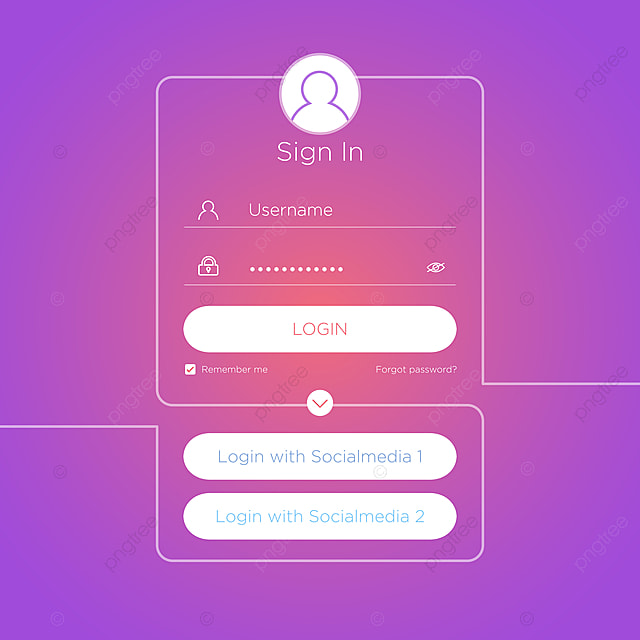 Sign In
Username
LOGIN
Remember me
Forgot password?
Login with Socialmedia 1
Login with Socialmedia 2
pngtree